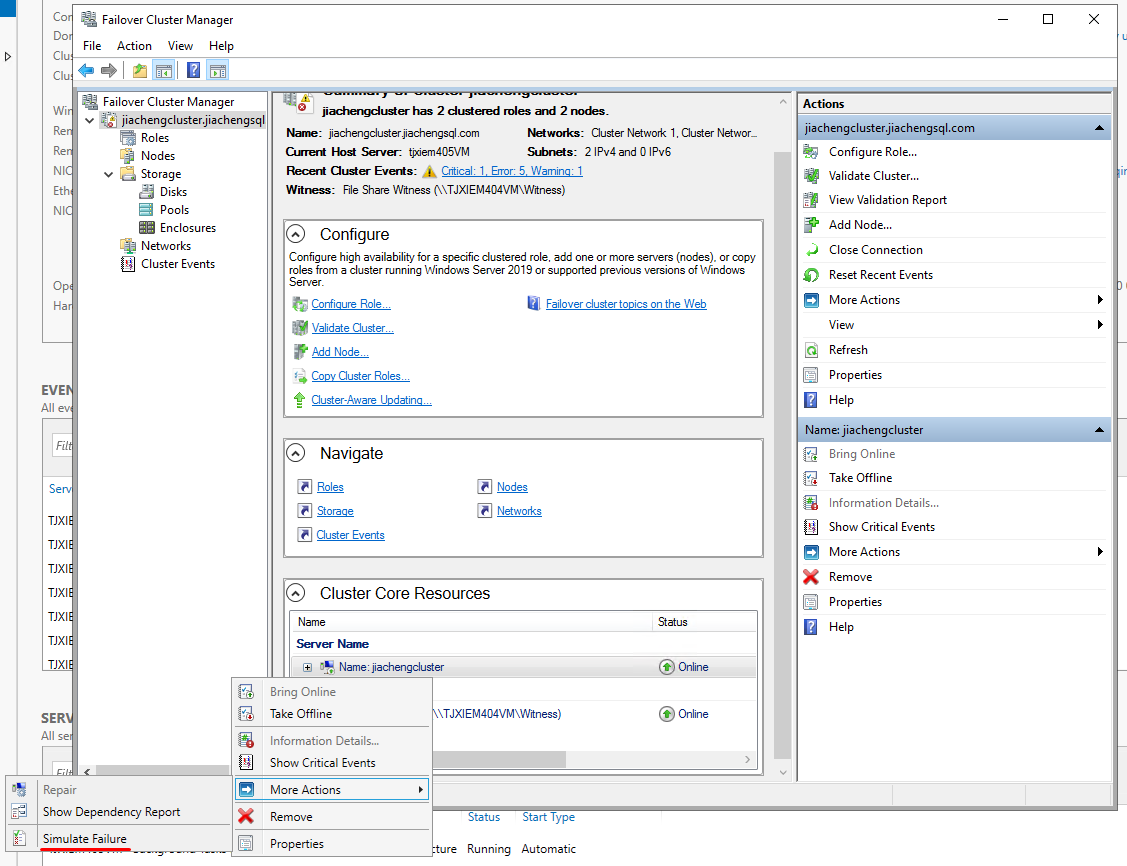 Failover Cluster Manager
File Action View Help
Failover Cluster Manager
jiachengcluster.jiachengsql
Roles
Nodes
Storage
Disks
Pools
Enclosures
Networks
Cluster Events
jiachengcluster has 2 clustered roles and 2 nodes.
Name: jiachengcluster.jiachengsql.com Networks: Cluster Network 1, Cluster Networ...
Current Host Server: tjxiem405VM Subnets: 2 IPv4 and 0 IPv6
Recent Cluster Events: Critical: 1, Error: 5, Warning: 1
Witness: File Share Witness (\\TJXIEM404VM\Witness)
Configure
Configure high availability for a specific clustered role, add one or more servers (nodes), or copy
roles from a cluster running Windows Server 2019 or supported previous versions of Windows
Server.
Configure Role... Failover cluster topics on the Web
Validate Cluster...
Add Node...
Copy Cluster Roles...
Cluster-Aware Updating...
Navigate
Roles Nodes
Storage Networks
Cluster Events
Cluster Core Resources
Name Status
Server Name
Name: jiachengcluster Online
\\TJXIEM404VM\Witness) Online
Actions
jiachengcluster.jiachengsql.com
Configure Role...
Validate Cluster...
View Validation Report
Add Node...
Close Connection
Reset Recent Events
More Actions
View
Refresh
Properties
Help
Name: jiachengcluster
Bring Online
Take Offline
Information Details...
Show Critical Events
More Actions
Remove
Properties
Help
Bring Online
Take Offline
Information Details...
Show Critical Events
More Actions
Remove
Properties
Repair
Show Dependency Report
Simulate Failure
Status Start Type
Running Automatic
EVEN
All eve
Filt
Serv
TJXIE
TJXIE
TJXIE
TJXIE
TJXIE
TJXIE
TJXIE
SERV
All ser
Con
Dor
Clus
Clus
Win
Rem
Rem
NIC
Ethe
NIC
Ope
Har